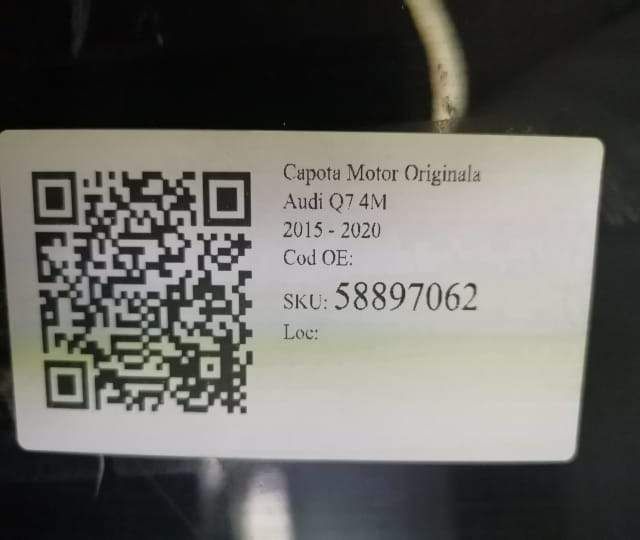 Capota Motor Originala
Audi Q7 4M
2015 - 2020
Cod OE:
SKU: 58897062
Loc: